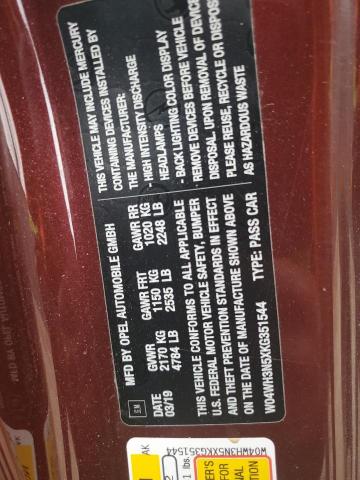 MFD BY OPEL AUTOMOBILE GMBH
DATE GVWR GAWR FRT GAWR RR
03/19 2170 KG 1150 KG 1020 KG
4784 LB 2535 LB 2248 LB
THIS VEHICLE CONFORMS TO ALL APPLICABLE
U.S. FEDERAL MOTOR VEHICLE SAFETY, BUMPER
AND THEFT PREVENTION STANDARDS IN EFFECT
ON THE DATE OF MANUFACTURE SHOWN ABOVE
W04WH3N5XKG351544 TYPE: PASS CAR
THIS VEHICLE MAY INCLUDE MERCURY
CONTAINING DEVICES INSTALLED BY
THE MANUFACTURER:
- HIGH INTENSITY DISCHARGE
HEADLAMPS
- BACK LIGHTING COLOR DISPLAY
- REMOVE DEVICES BEFORE VEHICLE
DISPOSAL. UPON REMOVAL OF DEVICES
PLEASE REUSE, RECYCLE OR DISPOSE
AS HAZARDOUS WASTE
GM
W04WH3N5XKG351544
1 lbs.